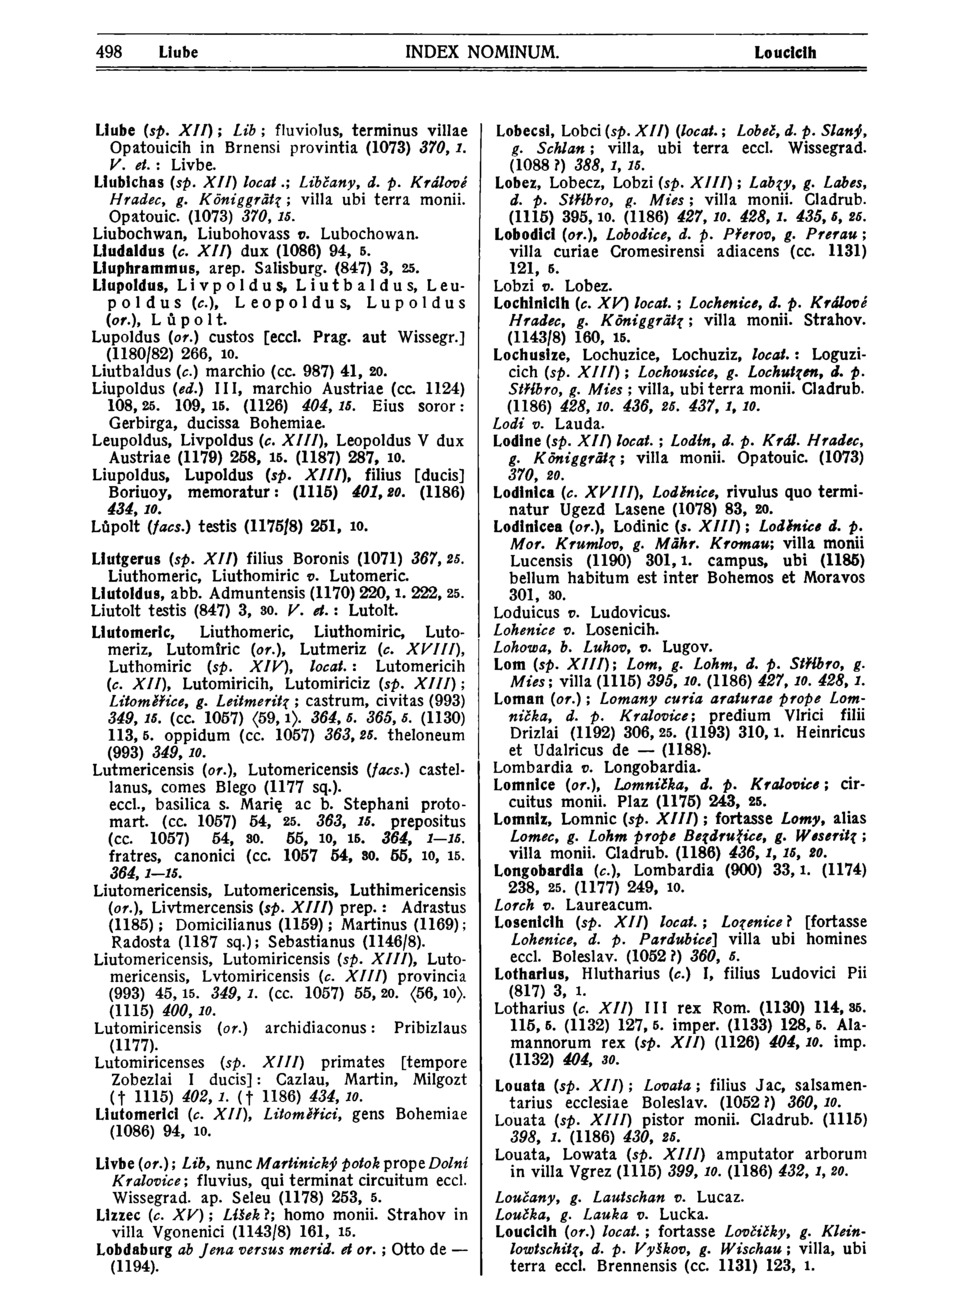 498 Liube INDEX NOMINUM. Loucicih
Liube (sp. XII); Lib; fluviolus, terminus villae
Opatouicih in Brnensi provintia (1073) 370, 1.
V. et.: Livbe.
Liubichas (sp. XII) locat.; Libčany, d. p. Králové
Hradec, g. Königgrätz; villa ubi terra monii.
Opatouic. (1073) 370, 15.
Liubochwan, Liubohovass v. Lubochowan.
Liudaldus (c. XII) dux (1086) 94, 5.
Liuphrammus, arep. Salisburg. (847) 3, 25.
Liupoldus, Livpoldus, Liutbaldus, Leu-
poldus (c.), Leopoldus, Lupoldus
(or.), Lůpolt.
Lupoldus (or.) custos [eccl. Prag. aut Wissegr.]
(1180/82) 266, 10.
Liutbaldus (c.) marchio (cc. 987) 41, 20.
Liupoldus (ed.) III, marchio Austriae (cc. 1124)
108, 25. 109, 15. (1126) 404, 15. Eius soror:
Gerbirga, ducissa Bohemiae.
Leupoldus, Livpoldus (c. XIII), Leopoldus V dux
Austriae (1179) 258, 15. (1187) 287, 10.
Liupoldus, Lupoldus (sp. XIII), filius [ducis]
Boriuoy, memoratur: (1115) 401, 20. (1186)
434, 10.
Lůpolt (facs.) testis (1175/8) 251, 10.
Liutgerus (sp. XII) filius Boronis (1071) 367, 25.
Liuthomeric, Liuthomiric v. Lutomeric.
Liutoldus, abb. Admuntensis (1170) 220, 1. 222, 25.
Liutolt testis (847) 3, 30. V. et.: Lutolt.
Liutomeric, Liuthomeric, Liuthomiric, Luto-
meriz, Lutomîric (or.), Lutmeriz (c. XVIII),
Luthomiric (sp. XIV), locat.: Lutomericih
(c. XII), Lutomiricih, Lutomiriciz (sp. XIII);
Litoměřice, g. Leitmeritz; castrum, civitas (993)
349, 15. (cc. 1057) ⟨59, 1⟩. 364, 5. 365, 5. (1130)
113, 5. oppidum (cc. 1057) 363, 25. theloneum
(993) 349, 10.
Lutmericensis (or.), Lutomericensis (facs.) castel-
lanus, comes Blego (1177 sq.).
eccl., basilica s. Marię ac b. Stephani proto-
mart. (cc. 1057) 54, 25. 363, 15. prepositus
(cc. 1057) 54, 30. 55, 10, 15. 364, 1—15.
fratres, canonici (cc. 1057 54, 30. 55, 10, 15.
364, 1—15.
Liutomericensis, Lutomericensis, Luthimericensis
(or.), Livtmercensis (sp. XIII) prep.: Adrastus
(1185); Domicilianus (1159); Martinus (1169);
Radosta (1187 sq.); Sebastianus (1146/8).
Liutomericensis, Lutomiricensis (sp. XIII), Luto-
mericensis, Lvtomiricensis (c. XIII) provincia
(993) 45, 15. 349, 1. (cc. 1057) 55, 20. ⟨56, 10⟩.
(1115) 400, 10.
Lutomiricensis (or.) archidiaconus: Pribizlaus
(1177).
Lutomiricenses (sp. XIII) primates [tempore
Zobezlai I ducis]: Cazlau, Martin, Milgozt
(† 1115) 402, 1. († 1186) 434, 10.
Liutomerici (c. XII), Litoměřici, gens Bohemiae
(1086) 94, 10.
Livbe (or.); Lib, nunc Martinický potok prope Dolní
Kralovice; fluvius, qui terminat circuitum eccl.
Wissegrad. ap. Seleu (1178) 253, 5.
Lizzec (c. XV); Lišek?; homo monii. Strahov in
villa Vgonenici (1143/8) 161, 15.
Lobdaburg ab Jena versus merid. et or.; Otto de —
(1194).
Lobecsi, Lobci (sp. XII) (locat.; Lobeč, d. p. Slaný,
g. Schlan; villa, ubi terra eccl. Wissegrad.
(1088?) 388, 1, 15.
Lobez, Lobecz, Lobzi (sp. XIII); Labzy, g. Labes,
d. p. Stříbro, g. Mies; villa monii. Cladrub.
(1115) 395, 10. (1186) 427, 10. 428, 1. 435, 5, 25.
Lobodici (or.), Lobodice, d. p. Přerov, g. Prerau;
villa curiae Cromesirensi adiacens (cc. 1131)
121, 5.
Lobzi v. Lobez.
Lochinicih (c. XV) locat.; Lochenice, d. p. Králové
Hradec, g. Königgrätz; villa monii. Strahov.
(1143/8) 160, 15.
Lochusize, Lochuzice, Lochuziz, locat.: Loguzi-
cich (sp. XIII); Lochousice, g. Lochutzen, d. p.
Stříbro, g. Mies; villa, ubi terra monii. Cladrub.
(1186) 428, 10. 436, 25. 437, 1, 10.
Lodi v. Lauda.
Lodine (sp. XII) locat.; Lodín, d. p. Král. Hradec,
g. Königgrätz; villa monii. Opatouic. (1073)
370, 20.
Lodinica (c. XVIII), Loděnice, rivulus quo termi-
natur Ugezd Lasene (1078) 83, 20.
Lodinicea (or.), Lodinic (s. XIII); Loděnice d. p.
Mor. Krumlov, g. Mähr. Kromau; villa monii
Lucensis (1190) 301, 1. campus, ubi (1185)
bellum habitum est inter Bohemos et Moravos
301, 30.
Loduicus v. Ludovicus.
Lohenice v. Losenicih.
Lohowa, b. Luhov, v. Lugov.
Lom (sp. XIII); Lom, g. Lohm, d. p. Stříbro, g.
Mies; villa (1115) 395, 10. (1186) 427, 10. 428, 1.
Loman (or.); Lomany curia araturae prope Lom-
nička, d. p. Kralovice; predium Vlrici filii
Drizlai (1192) 306, 25. (1193) 310, 1. Heinricus
et Udalricus de — (1188).
Lombardia v. Longobardia.
Lomnice (or.), Lomnička, d. p. Kralovice; cir-
cuitus monii. Plaz (1175) 243, 25.
Lomniz, Lomnic (sp. XIII); fortasse Lomy, alias
Lomec, g. Lohm prope Bezdružice, g. Weseritz;
villa monii. Cladrub. (1186) 436, 1, 15, 20.
Longobardia (c.), Lombardia (900) 33, 1. (1174)
238, 25. (1177) 249, 10.
Lorch v. Laureacum.
Losenicih (sp. XII) locat.; Lozenice? [fortasse
Lohenice, d. p. Pardubice] villa ubi homines
eccl. Boleslav. (1052?) 360, 5.
Lotharius, Hlutharius (c.) I, filius Ludovici Pii
(817) 3, 1.
Lotharius (c. XII) III rex Rom. (1130) 114, 35.
115, 5. (1132) 127, 5. imper. (1133) 128, 5. Ala-
mannorum rex (sp. XII) (1126) 404, 10. imp.
(1132) 404, 30.
Louata (sp. XII); Lovata; filius Jac, salsamen-
tarius ecclesiae Boleslav. (1052?) 360, 10.
Louata (sp. XIII) pistor monii. Cladrub. (1115)
398, 1. (1186) 430, 25.
Louata, Lowata (sp. XIII) amputator arborum
in villa Vgrez (1115) 399, 10. (1186) 432, 1, 20.
Loučany, g. Lautschan v. Lucaz.
Loučka, g. Lauka v. Lucka.
Loucicih (or.) locat.; fortasse Lovčičky, g. Klein-
lowtschitz, d. p. Vyškov, g. Wischau; villa, ubi
terra eccl. Brennensis (cc. 1131) 123, 1.